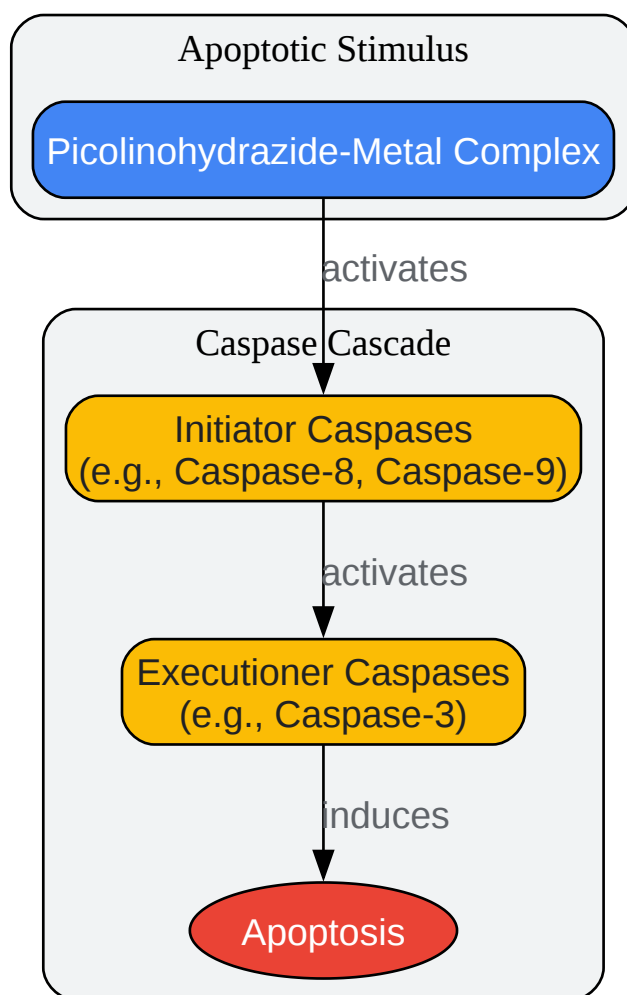 Apoptotic Stimulus
Picolinohydrazide-Metal Complex
activates
Caspase Cascade
Initiator Caspases
(e.g., Caspase-8, Caspase-9)
activates
Executioner Caspases
(e.g., Caspase-3)
induces
Apoptosis